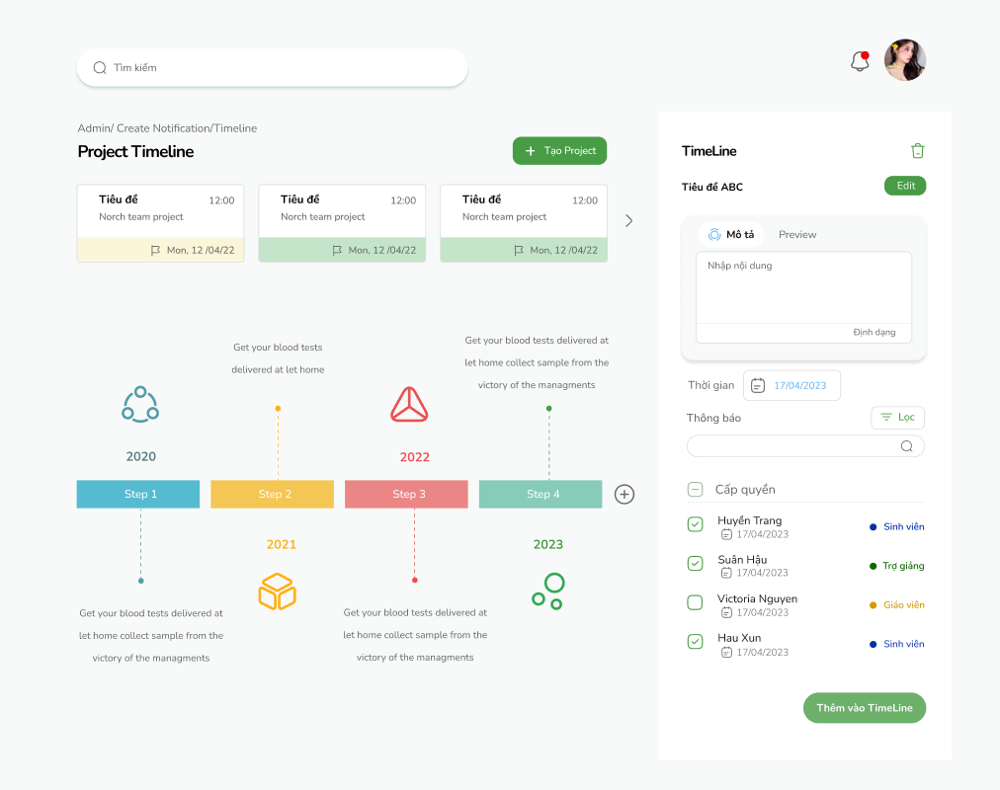 Tìm kiếm
Admin/ Create Notification/Timeline
Project Timeline
Tạo Project
Tiêu đề 12:00
Norch team project
Mon, 12 /04/22
Tiêu đề 12:00
Norch team project
Mon, 12 /04/22
Tiêu đề 12:00
Norch team project
Mon, 12 /04/22
Get your blood tests
delivered at let home
Get your blood tests delivered at
let home collect sample from the
victory of the managments
2020
2022
Step 1
Step 2
Step 3
Step 4
2021
2023
Get your blood tests delivered at
let home collect sample from the
victory of the managments
Get your blood tests delivered at
let home collect sample from the
victory of the managments
TimeLine
Tiêu đề ABC
Edit
Mô tả
Preview
Nhập nội dung
Định dạng
Thời gian
17/04/2023
Thông báo
Lọc
Cấp quyền
Huyền Trang
17/04/2023
Sinh viên
Suân Hậu
17/04/2023
Trợ giảng
Victoria Nguyen
17/04/2023
Giáo viên
Hau Xun
17/04/2023
Sinh viên
Thêm vào TimeLine